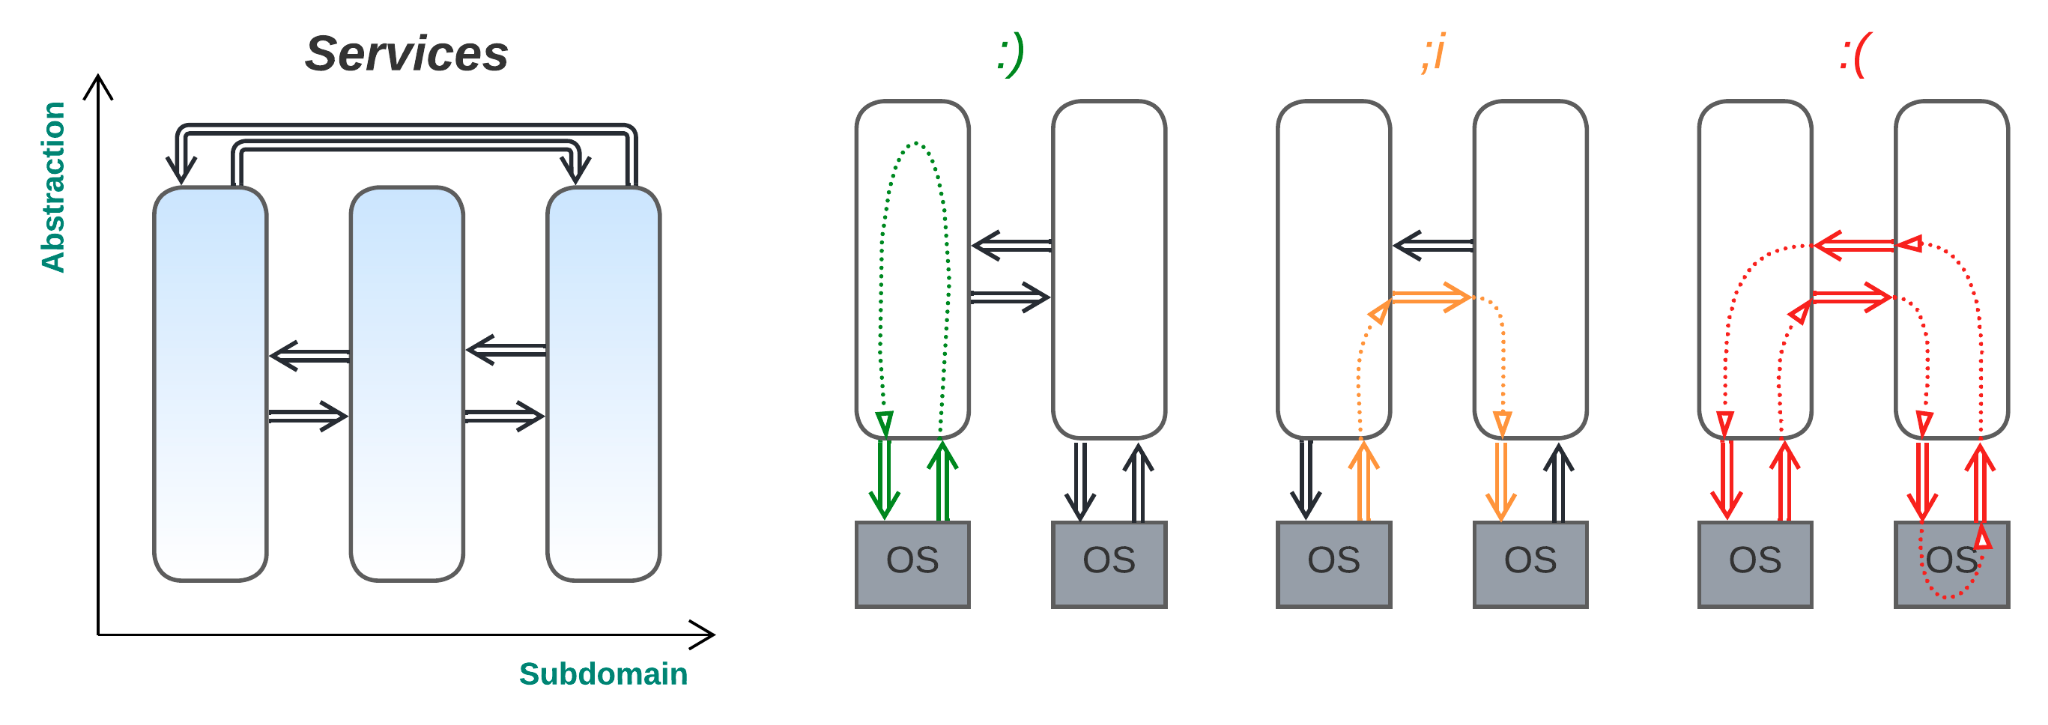 Services
Abstraction
Subdomain
:)
OS
OS
;i
OS
OS
:(
OS
OS